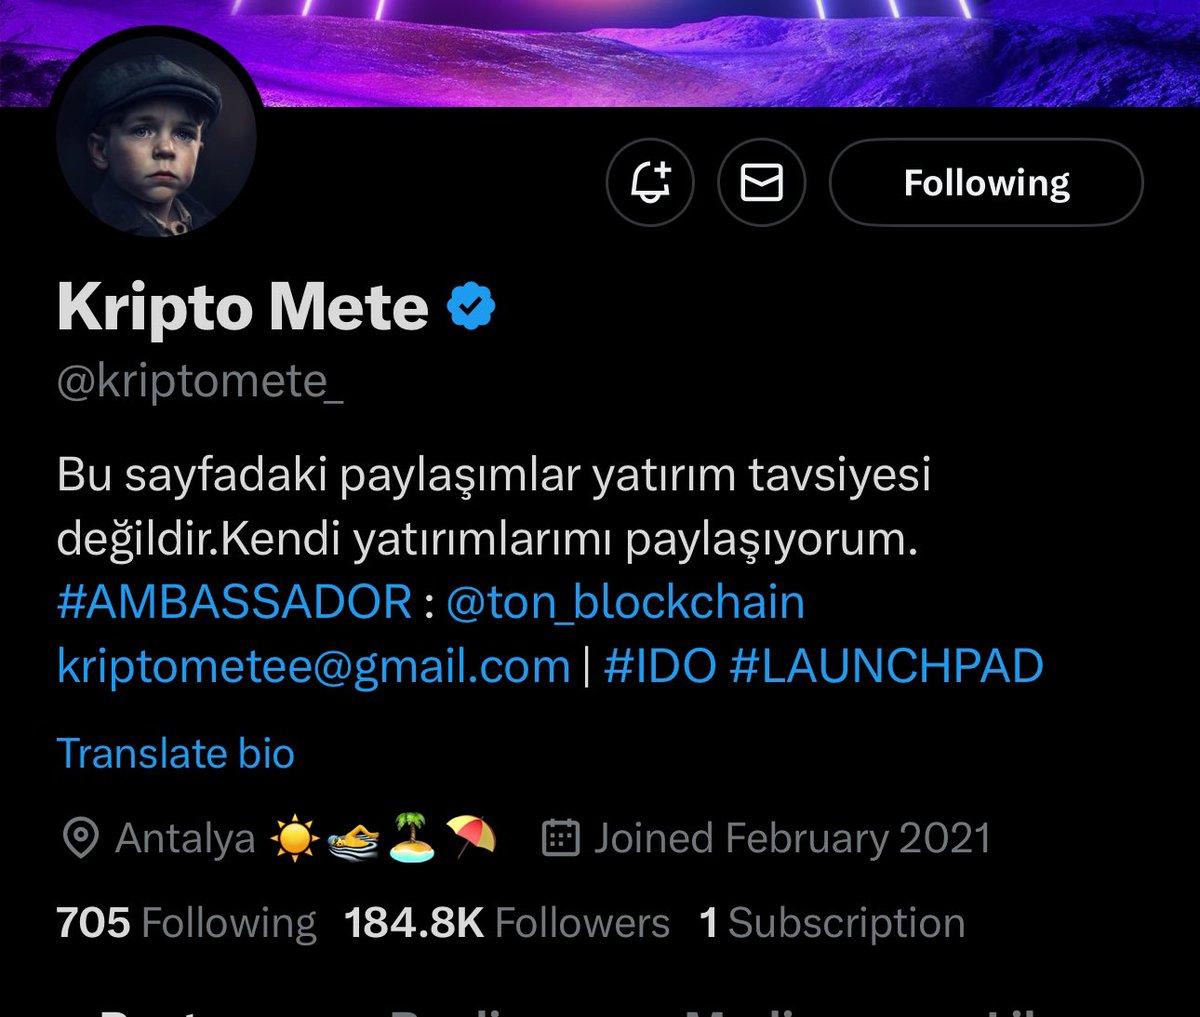 Following
Kripto Mete
@kriptomete_
Bu sayfadaki paylaşımlar yatırım tavsiyesi
değildir.Kendi yatırımlarımı paylaşıyorum.
#AMBASSADOR : @ton_blockchain
kriptometee@gmail.com | #IDO #LAUNCHPAD
Translate bio
Antalya ☀️🏊🏝️⛱️ Joined February 2021
705 Following 184.8K Followers 1 Subscription